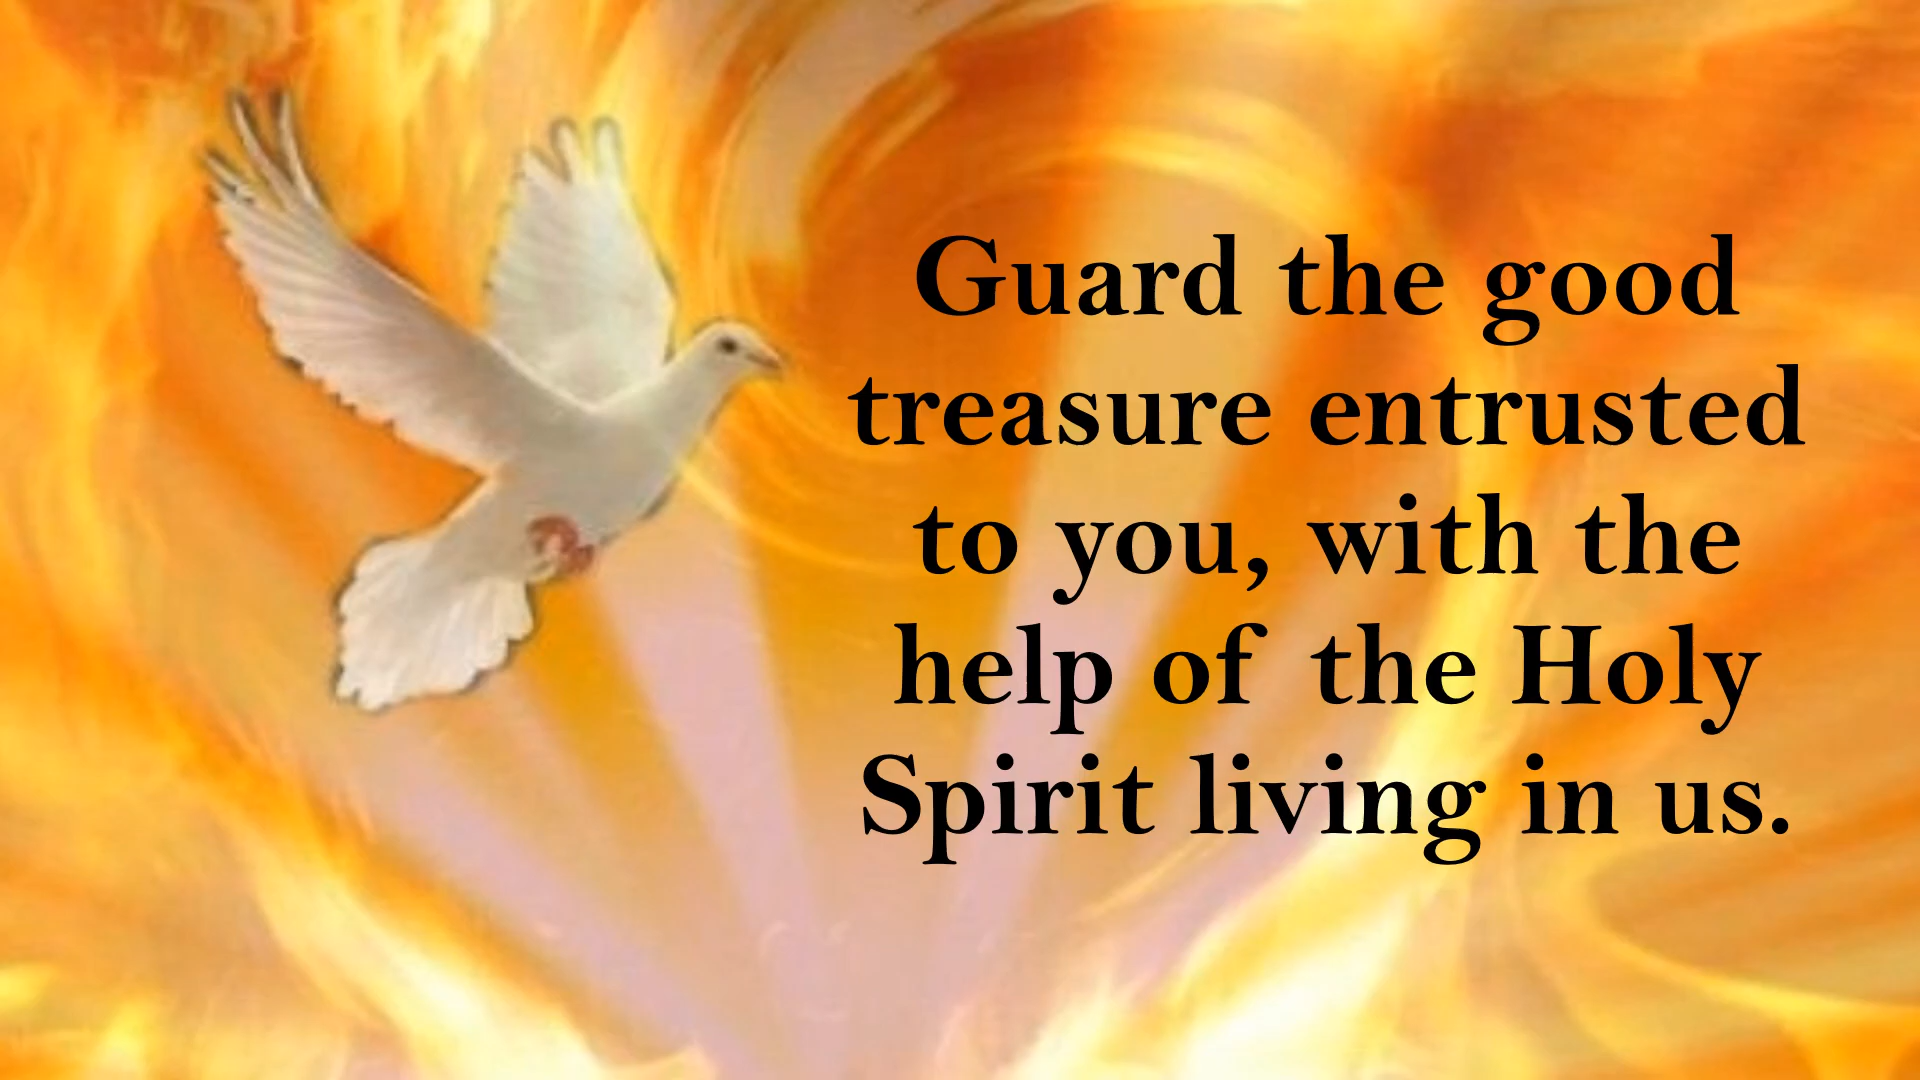 Guard the good
treasure entrusted
to you, with the
help of the Holy
Spirit living in us.